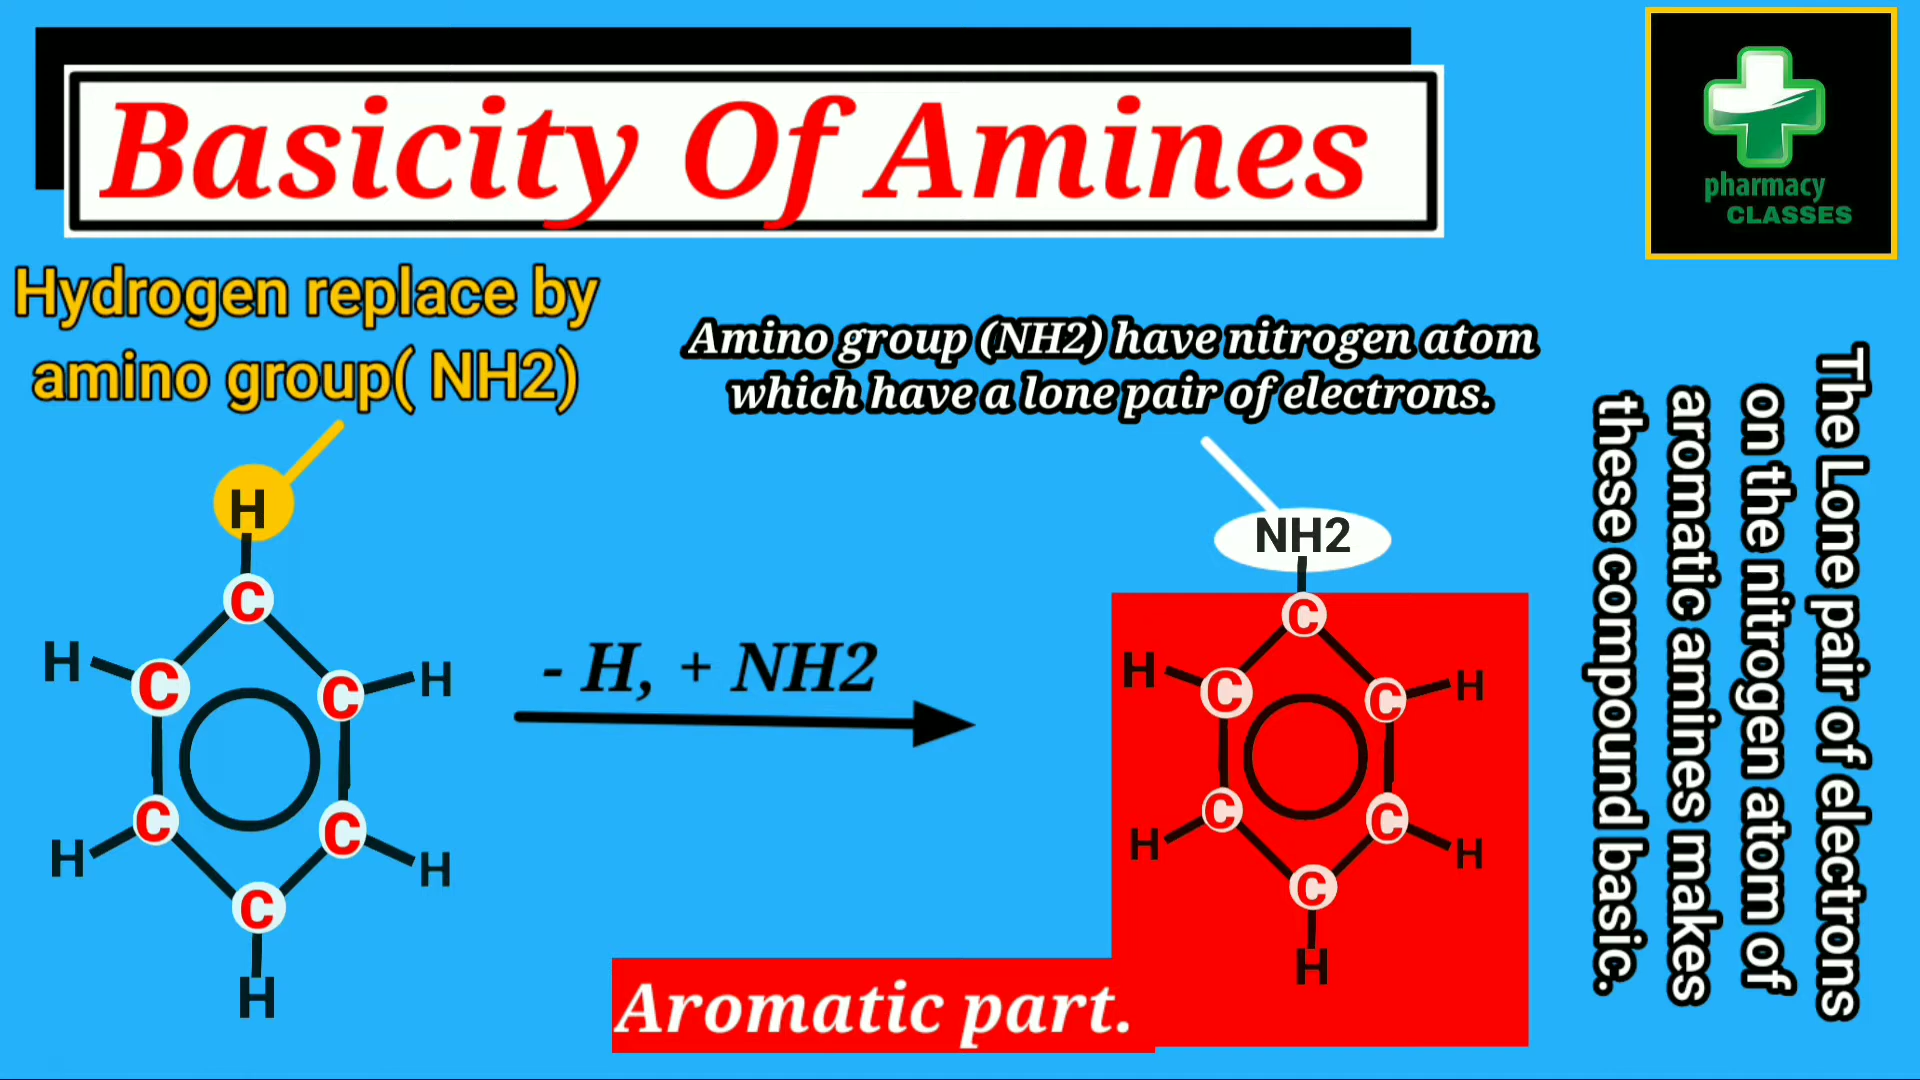 Basicity Of Amines
pharmacy
CLASSES
Hydrogen replace by
amino group( NH2)
Amino group (NH2) have nitrogen atom
which have a lone pair of electrons.
The Lone pair of electrons
on the nitrogen atom of
aromatic amines makes
these compound basic.
H
C
H
C
C
H
H
C
C
H
C
H
- H, + NH2
NH2
C
H
C
C
H
H
C
C
H
C
H
Aromatic part.